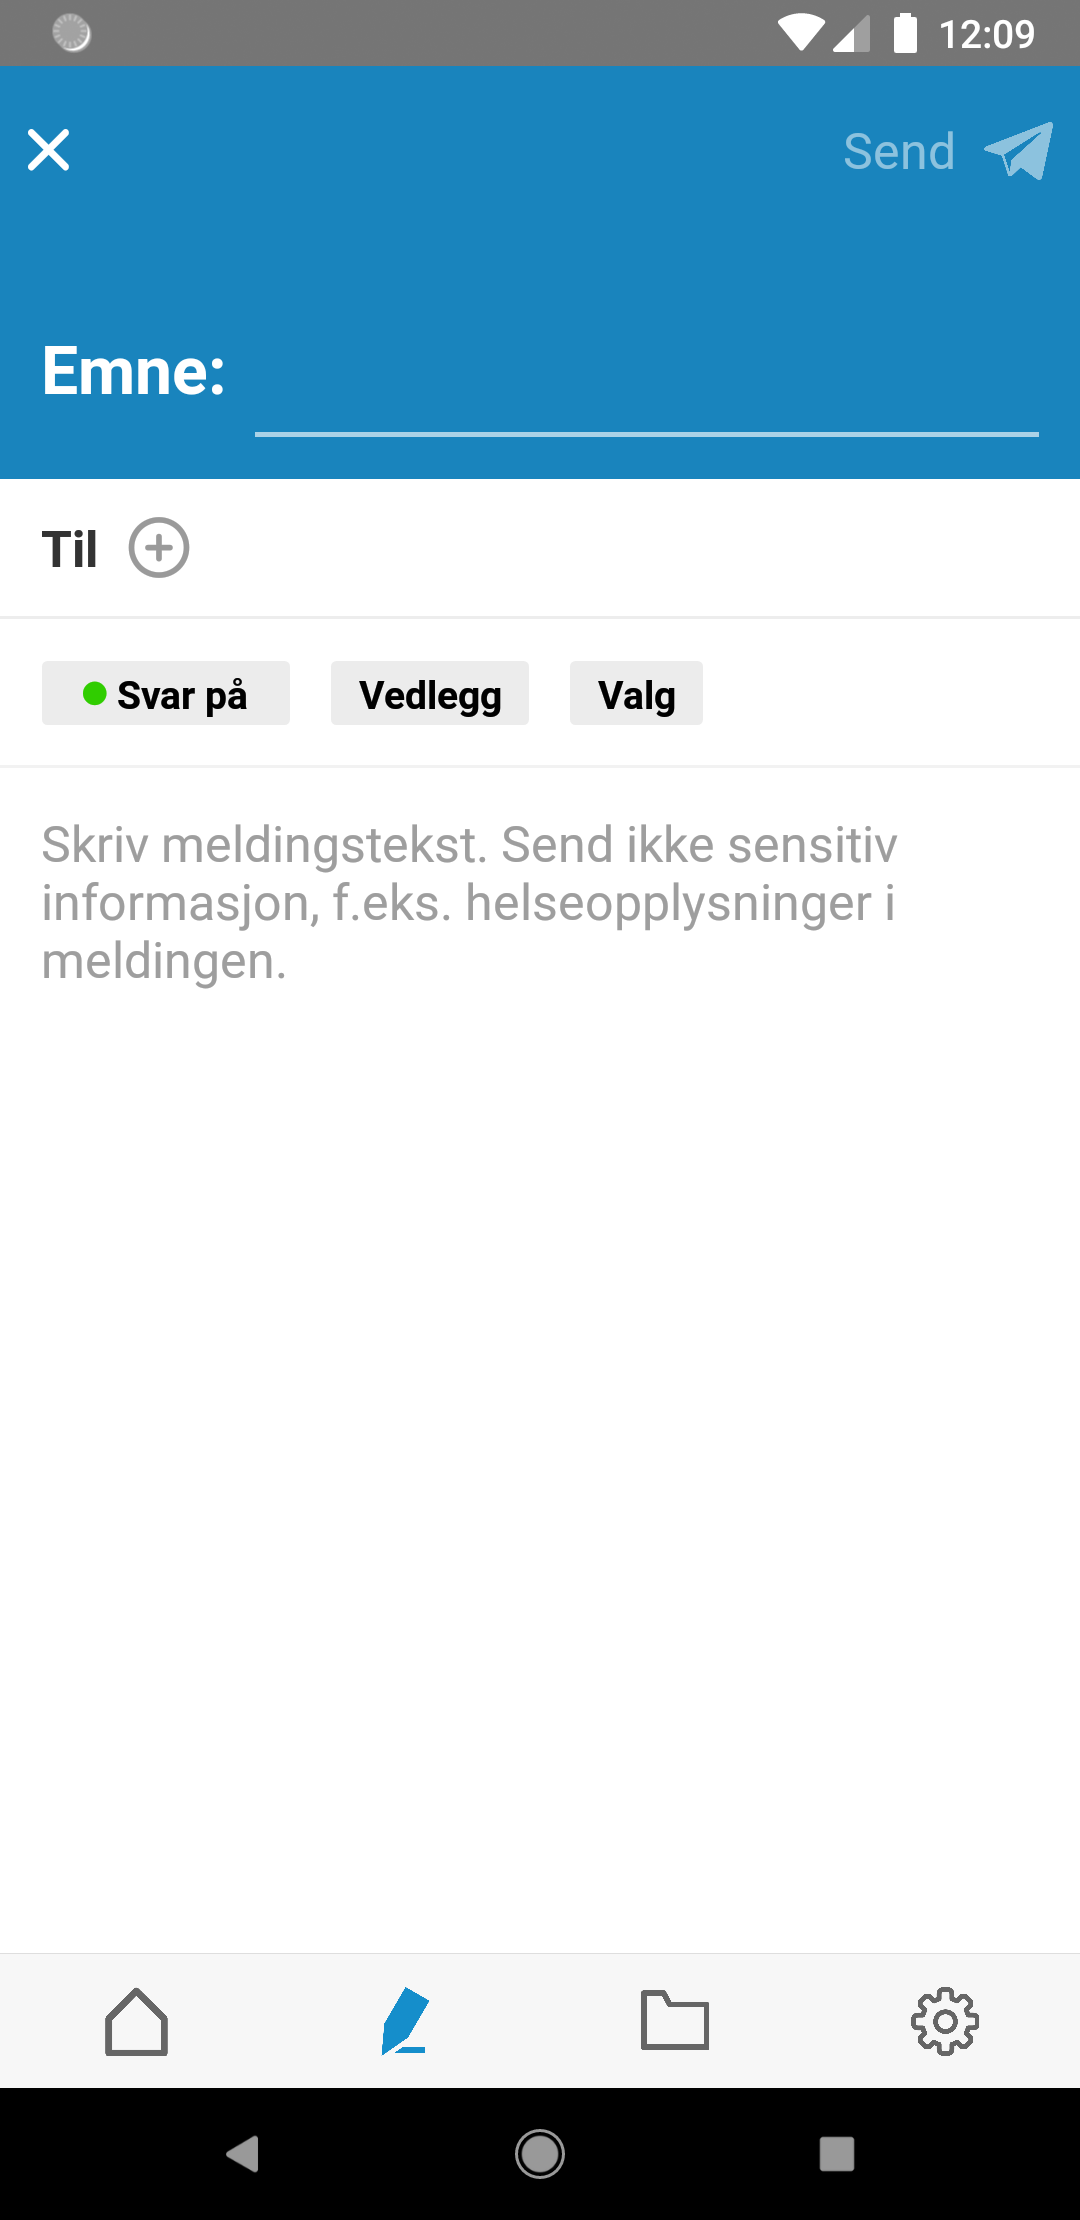 12:09
Send
Emne:
Til
Svar på Vedlegg Valg
Skriv meldingstekst. Send ikke sensitiv
informasjon, f.eks. helseopplysninger i
meldingen.